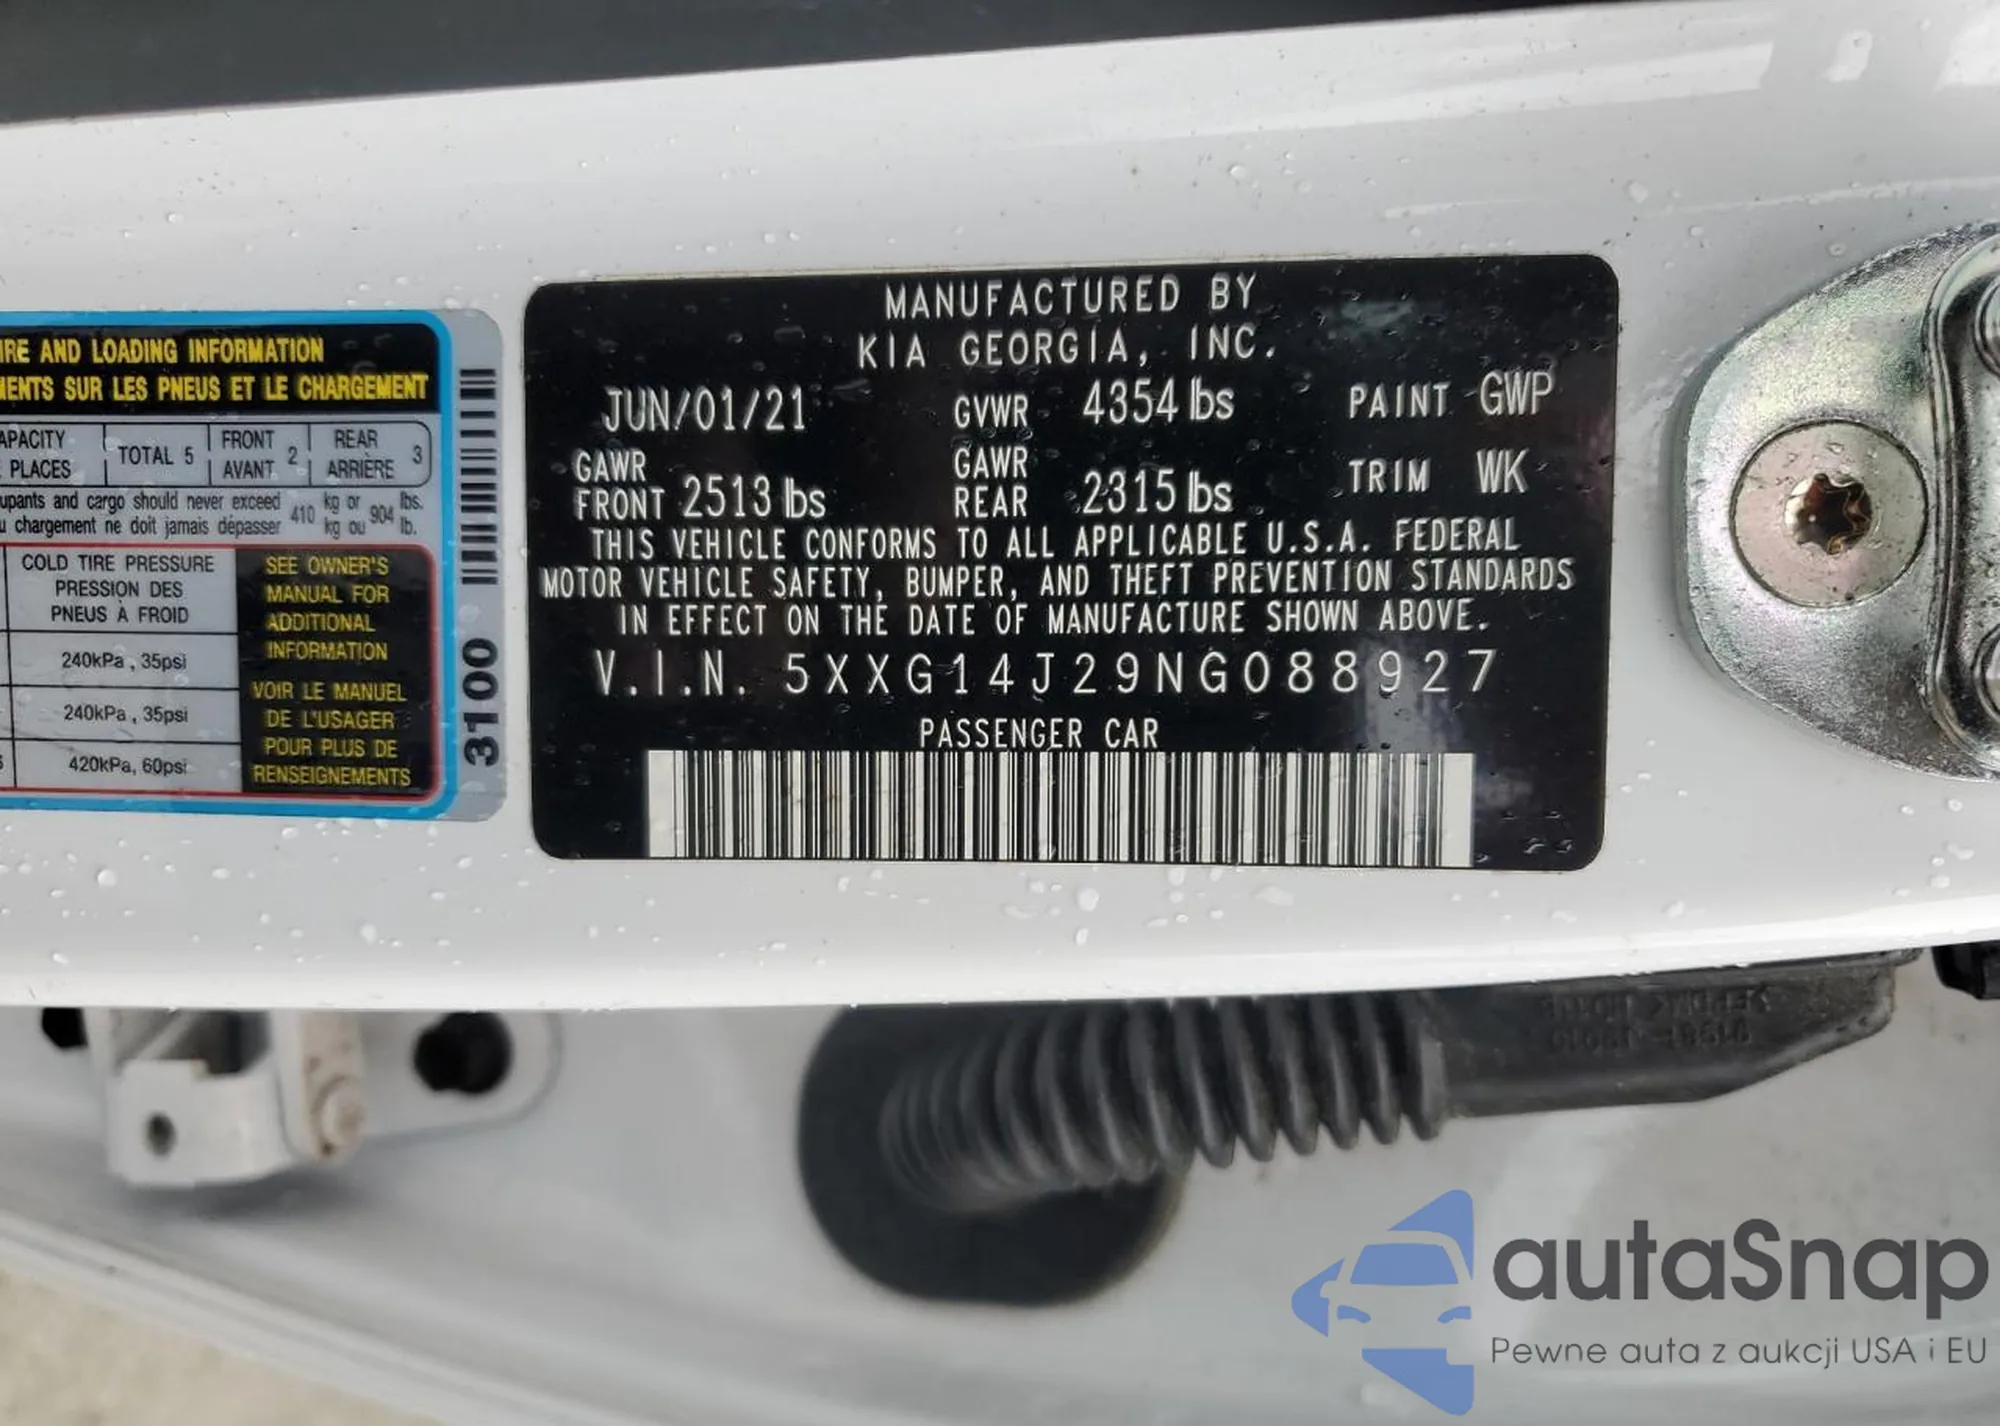 IRE AND LOADING INFORMATION
MENTS SUR LES PNEUS ET LE CHARGEMENT
APACITY
PLACES
TOTAL 5
FRONT
AVANT
2
REAR
ARRIÈRE
3
upants and cargo should never exceed 410 kg or 904 lbs.
u chargement ne doit jamais dépasser kg ou lb.
COLD TIRE PRESSURE
PRESSION DES
PNEUS À FROID
240kPa , 35psi
240kPa , 35psi
420kPa, 60psi
SEE OWNER'S
MANUAL FOR
ADDITIONAL
INFORMATION
VOIR LE MANUEL
DE L'USAGER
POUR PLUS DE
RENSEIGNEMENTS
3100
MANUFACTURED BY
KIA GEORGIA, INC.
JUN/01/21 GVWR 4354 lbs PAINT GWP
GAWR FRONT 2513 lbs GAWR REAR 2315 lbs TRIM WK
THIS VEHICLE CONFORMS TO ALL APPLICABLE U.S.A. FEDERAL
MOTOR VEHICLE SAFETY, BUMPER, AND THEFT PREVENTION STANDARDS
IN EFFECT ON THE DATE OF MANUFACTURE SHOWN ABOVE.
V.I.N. 5XXG14J29NG088927
PASSENGER CAR
autaSnap
Pewne auta z aukcji USA i EU